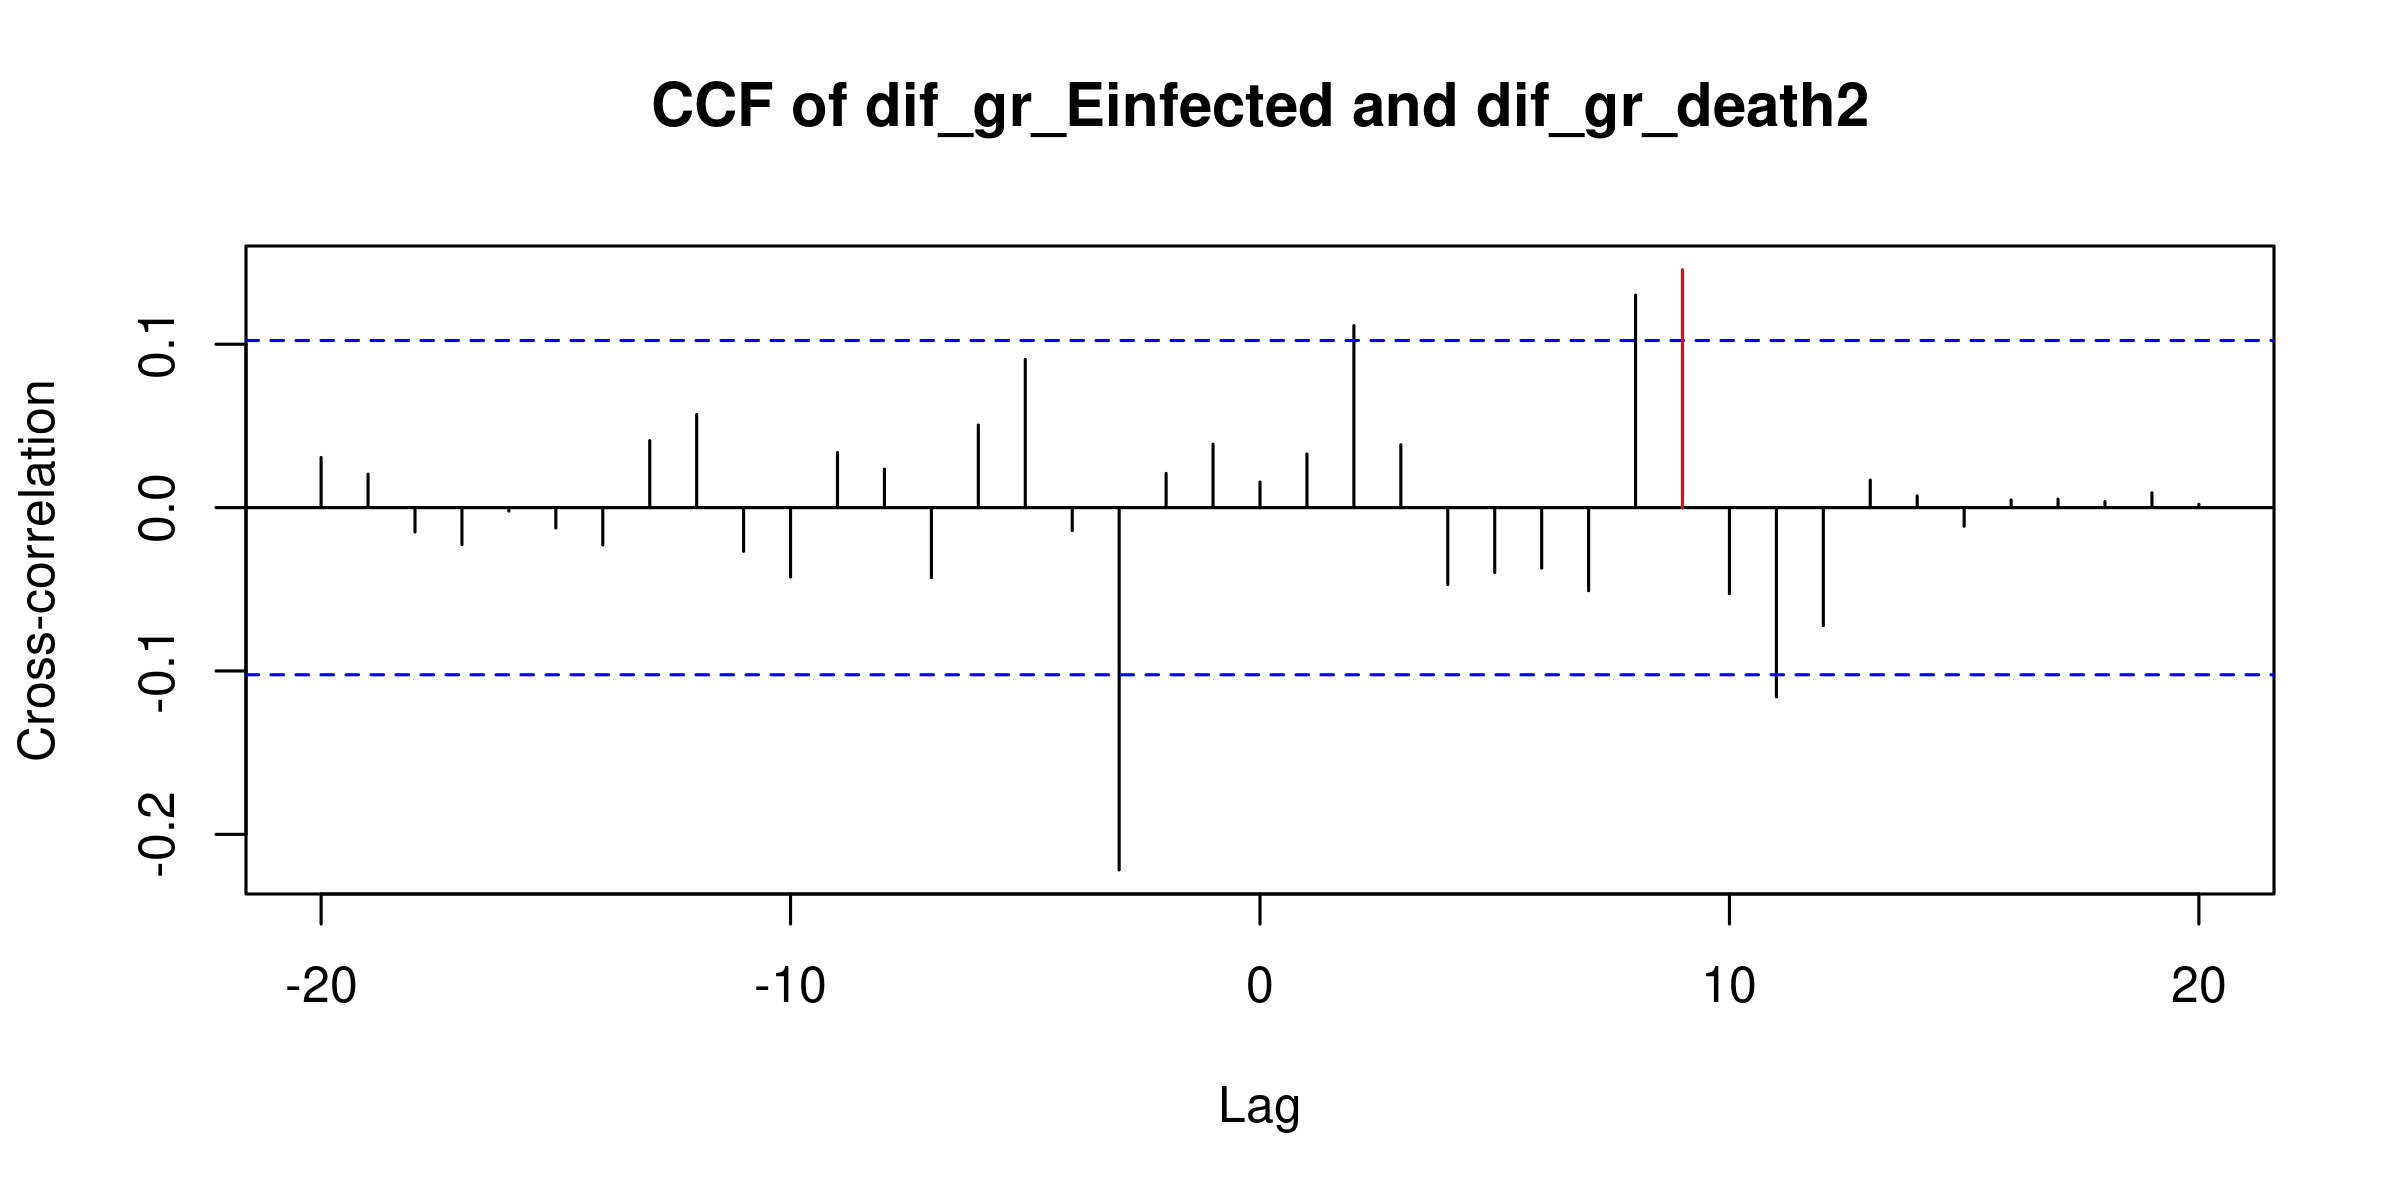 CCF of dif_gr_Einfected and dif_gr_death2
Cross-correlation
0.1
0.0
-0.1
-0.2
-20 -10 0 10 20
Lag